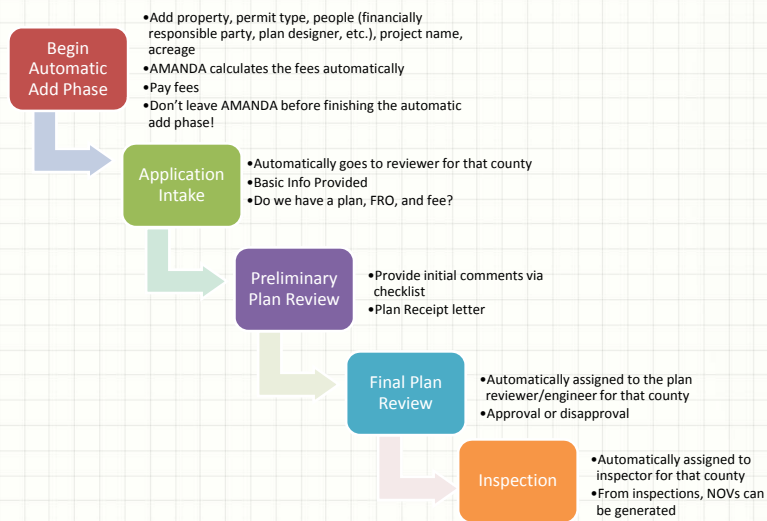 Begin
Automatic
Add Phase
•Add property, permit type, people (financially
responsible party, plan designer, etc.), project name,
acreage
•AMANDA calculates the fees automatically
•Pay fees
•Don’t leave AMANDA before finishing the automatic
add phase!
Application
Intake
•Automatically goes to reviewer for that county
•Basic Info Provided
•Do we have a plan, FRO, and fee?
Preliminary
Plan Review
•Provide initial comments via
checklist
•Plan Receipt letter
Final Plan
Review
•Automatically assigned to the plan
reviewer/engineer for that county
•Approval or disapproval
Inspection
•Automatically assigned to
inspector for that county
•From inspections, NOVs can
be generated